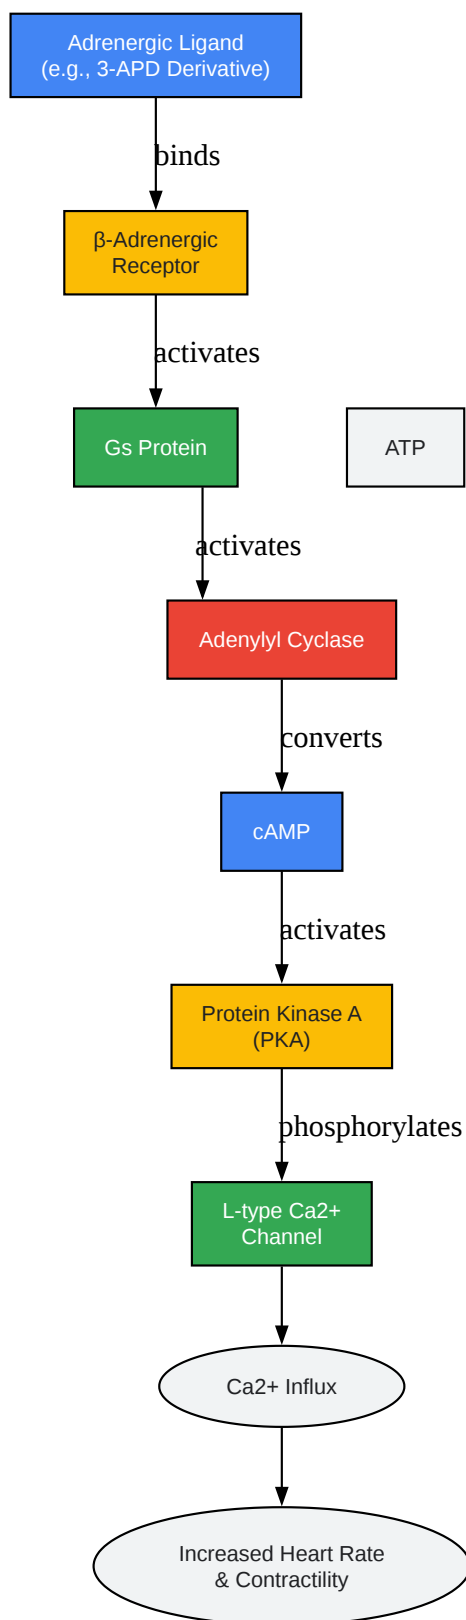 Adrenergic Ligand
(e.g., 3-APD Derivative)
binds
β-Adrenergic
Receptor
activates
Gs Protein
ATP
activates
Adenylyl Cyclase
converts
cAMP
activates
Protein Kinase A
(PKA)
phosphorylates
L-type Ca2+
Channel
Ca2+ Influx
Increased Heart Rate
& Contractility